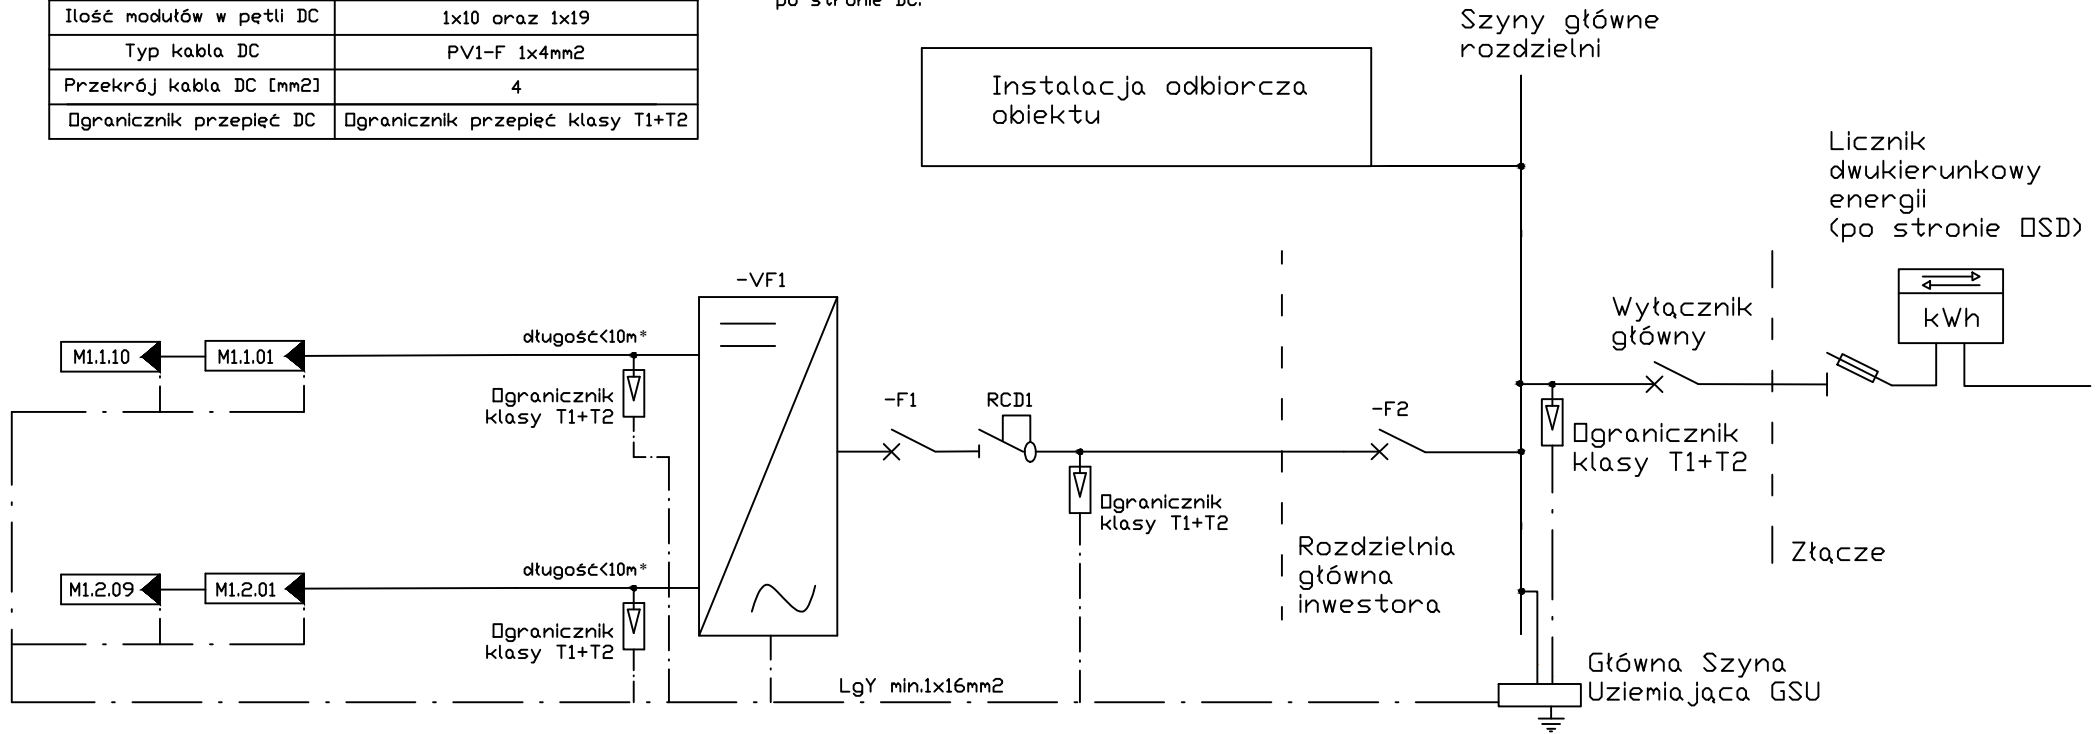 Ilość modułów w pętli DC 1x10 oraz 1x19
Typ kabla DC PV1-F 1x4mm2
Przekrój kabla DC [mm2] 4
Ogranicznik przepięć DC Ogranicznik przepięć klasy T1+T2
po stronie DC.
Instalacja odbiorcza
obiektu
Szyny główne
rozdzielni
Licznik
dwukierunkowy
energii
(po stronie OSD)
kWh
Wyłącznik
główny
-VF1
długość<10m*
M1.1.10
M1.1.01
Ogranicznik
klasy T1+T2
-F1
RCD1
-F2
Ogranicznik
klasy T1+T2
Ogranicznik
klasy T1+T2
Rozdzielnia
główna
inwestora
Złącze
długość<10m*
M1.2.09
M1.2.01
Ogranicznik
klasy T1+T2
LgY min.1x16mm2
Główna Szyna
Uziemiająca GSU